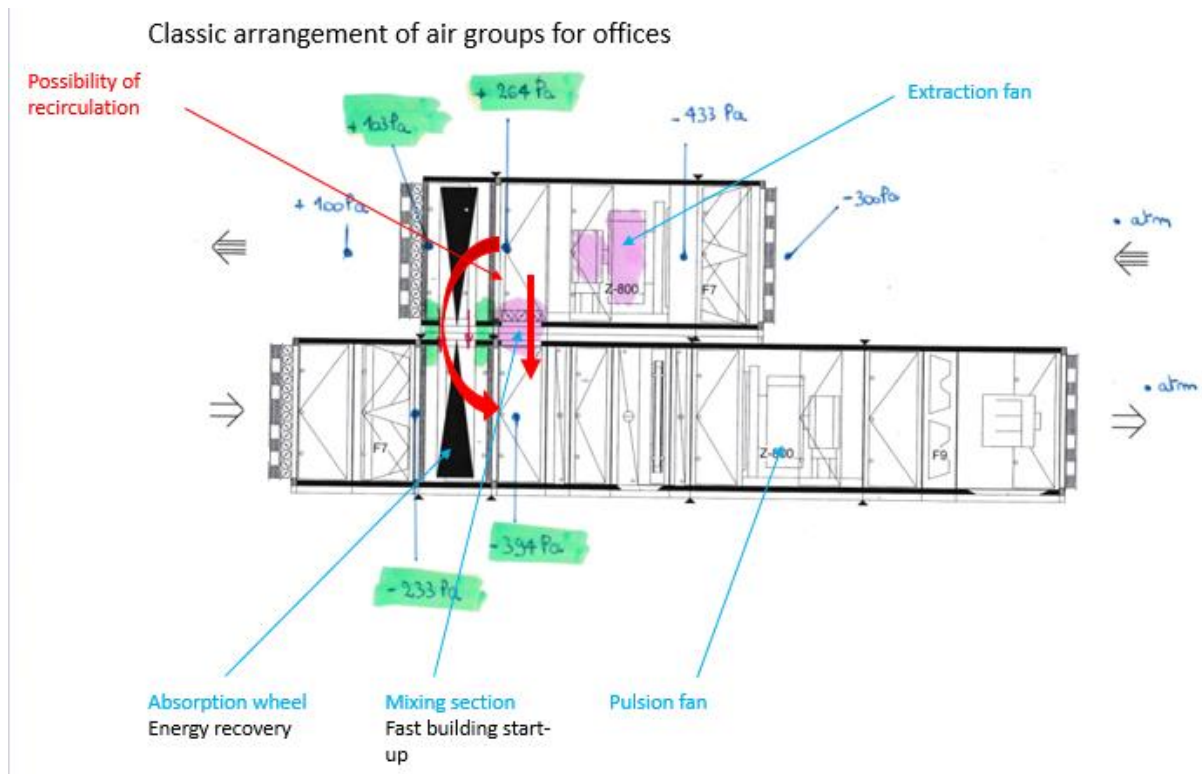 Classic arrangement of air groups for offices
Possibility of
recirculation
+ 264 Pa
Extraction fan
+ 103 Pa
- 433 Pa
+ 100 Pa
- 300 Pa
• atm
Z-800
F7
• atm
F7
Z-800
F9
- 394 Pa
- 233 Pa
Absorption wheel
Energy recovery
Mixing section
Fast building start-
up
Pulsion fan